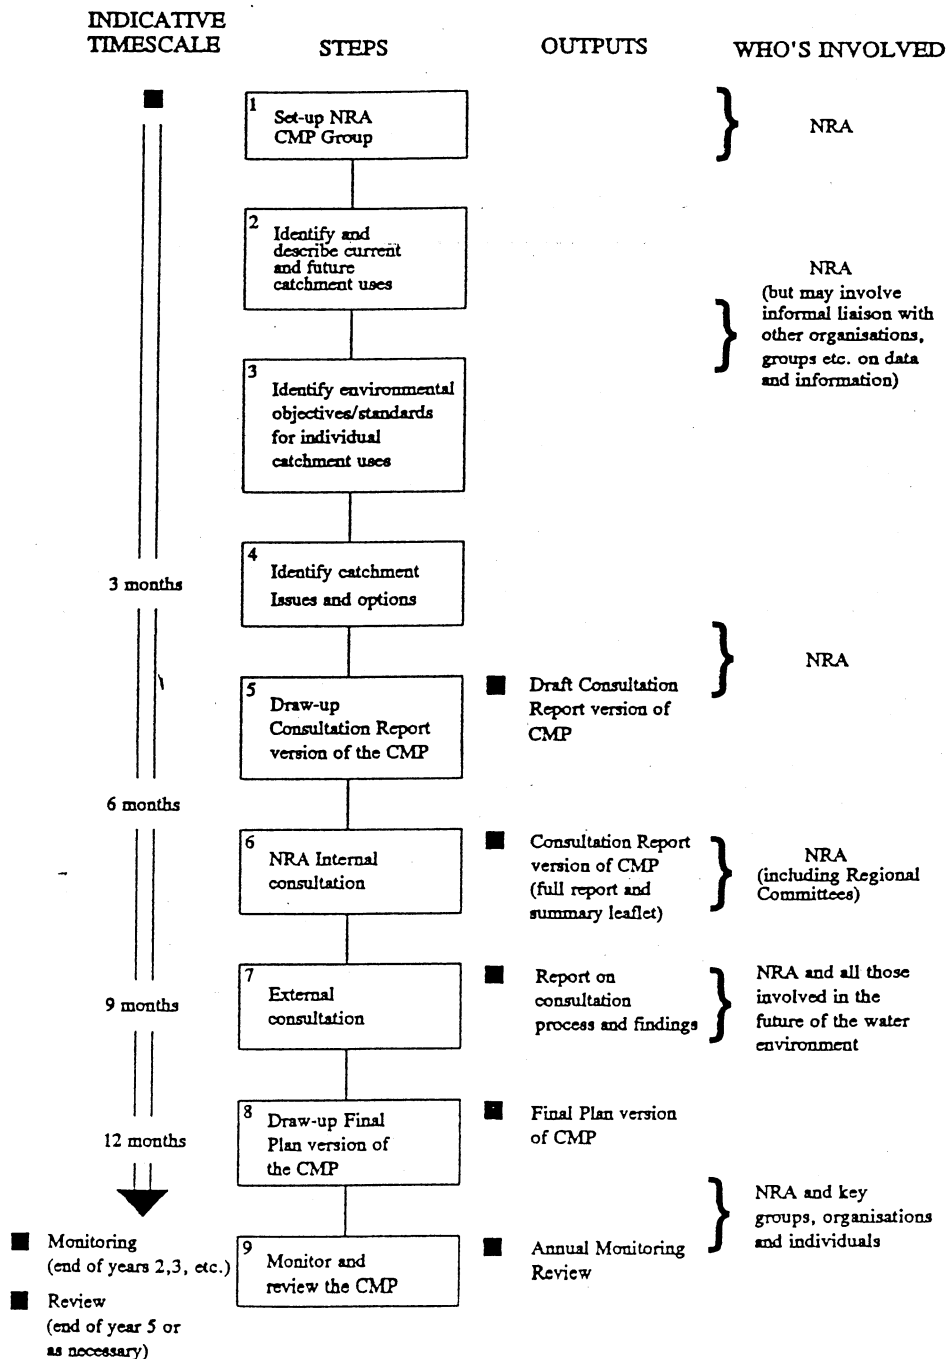 INDICATIVE
TIMESCALE
STEPS
OUTPUTS
WHO'S INVOLVED
1
Set-up NRA
CMP Group
NRA
2
Identify and
describe current
and future
catchment uses
NRA
(but may involve
informal liaison with
other organisations,
groups etc. on data
and information)
3
Identify environmental
objectives/standards
for individual
catchment uses
3 months
4
Identify catchment
Issues and options
NRA
5
Draw-up
Consultation Report
version of the CMP
Draft Consultation
Report version of
CMP
6 months
6
NRA Internal
consultation
Consultation Report
version of CMP
(full report and
summary leaflet)
NRA
(including Regional
Committees)
9 months
7
External
consultation
Report on
consultation
process and findings
NRA and all those
involved in the
future of the water
environment
12 months
8
Draw-up Final
Plan version of
the CMP
Final Plan version
of CMP
NRA and key
groups, organisations
and individuals
9
Monitor and
review the CMP
Annual Monitoring
Review
Monitoring
(end of years 2,3, etc.)
Review
(end of year 5 or
as necessary)